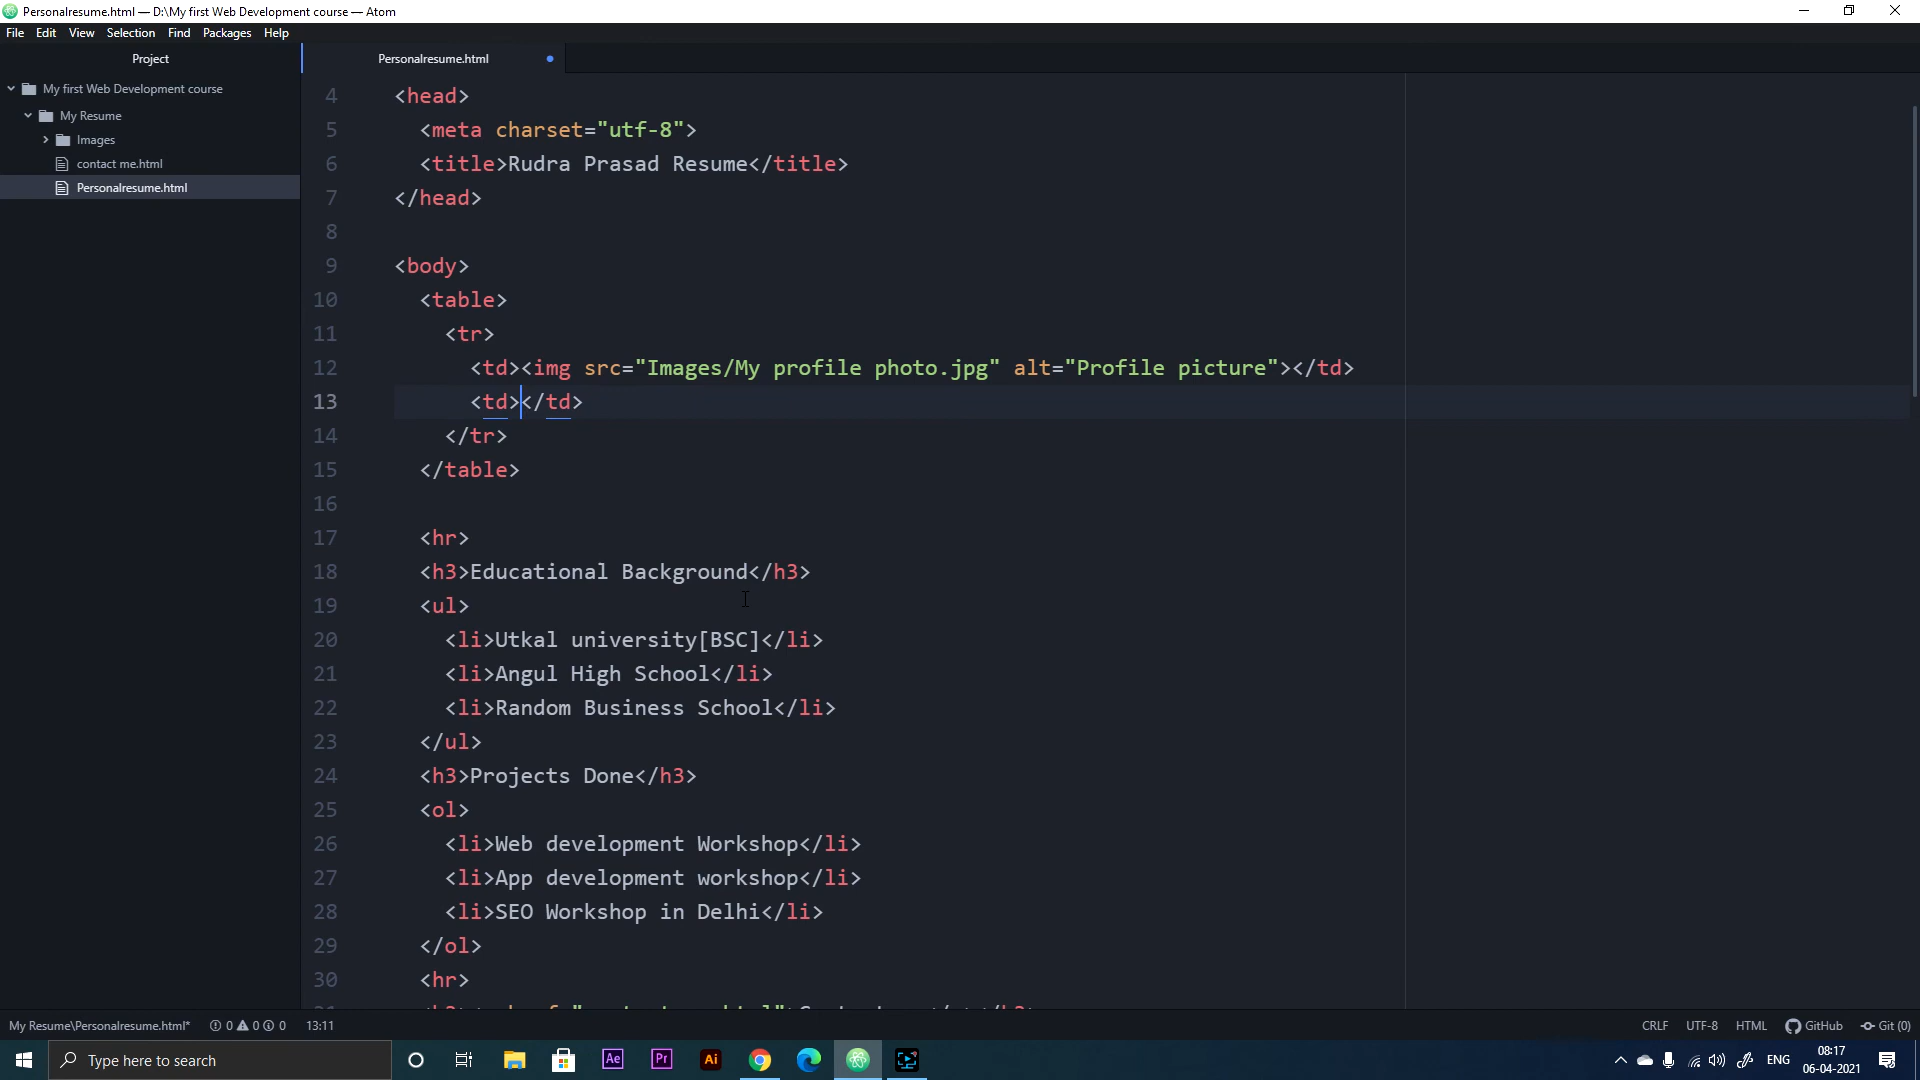 Personalresume.html — D:\My first Web Development course — Atom
File Edit View Selection Find Packages Help
Project
Personalresume.html
My first Web Development course
My Resume
Images
contact me.html
Personalresume.html
4 <head>
5 <meta charset="utf-8">
6 <title>Rudra Prasad Resume</title>
7 </head>
8
9 <body>
10 <table>
11 <tr>
12 <td><img src="Images/My profile photo.jpg" alt="Profile picture"></td>
13 <td></td>
14 </tr>
15 </table>
16
17 <hr>
18 <h3>Educational Background</h3>
19 <ul>
20 <li>Utkal university[BSC]</li>
21 <li>Angul High School</li>
22 <li>Random Business School</li>
23 </ul>
24 <h3>Projects Done</h3>
25 <ol>
26 <li>Web development Workshop</li>
27 <li>App development workshop</li>
28 <li>SEO Workshop in Delhi</li>
29 </ol>
30 <hr>
My Resume\Personalresume.html* 0 0 0 13:11
CRLF UTF-8 HTML GitHub Git (0)
Type here to search
Ae Pr Ai
ENG
08:17
06-04-2021